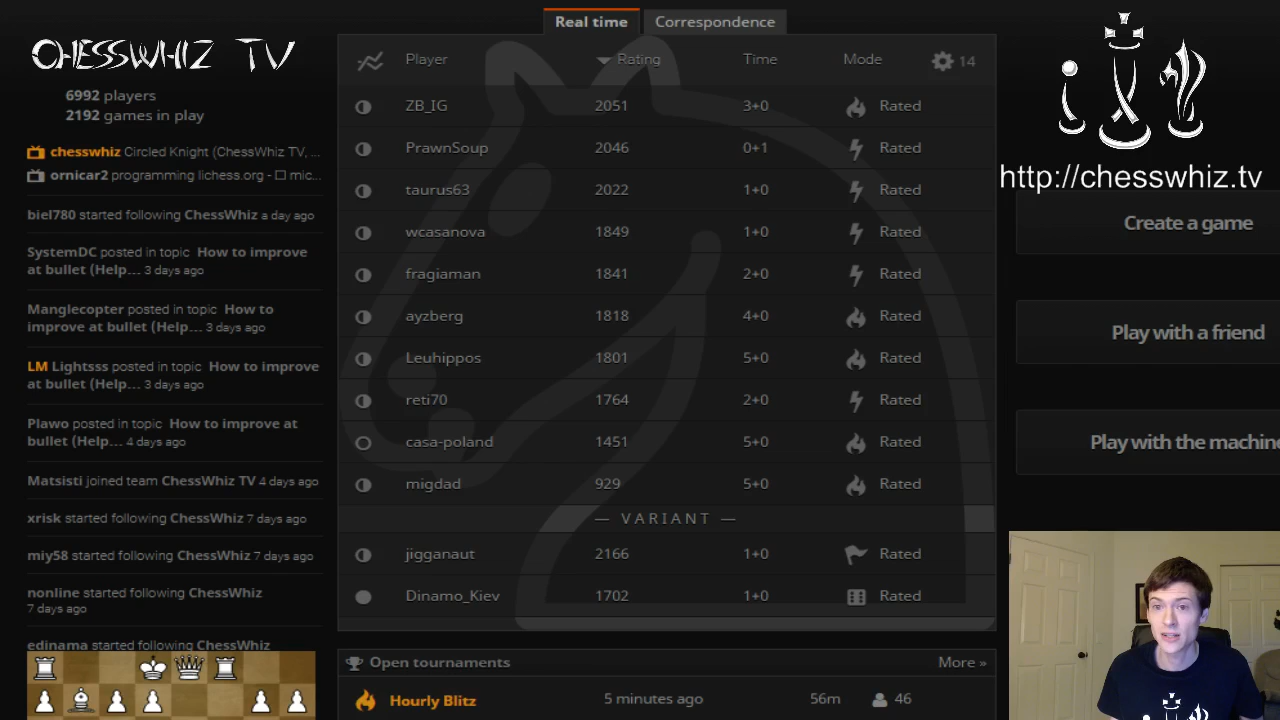 CHESSWHIZ TV
6992 players
2192 games in play
chesswhiz Circled Knight (ChessWhiz TV, ...
ornicar2 programming lichess.org - ☐ mic...
biel780 started following ChessWhiz a day ago
SystemDC posted in topic How to improve
at bullet (Help... 3 days ago
Manglecopter posted in topic How to
improve at bullet (Help... 3 days ago
LM Lightsss posted in topic How to improve
at bullet (Help... 3 days ago
Plawo posted in topic How to improve at
bullet (Help... 4 days ago
Matsisti joined team ChessWhiz TV 4 days ago
xrisk started following ChessWhiz 7 days ago
miy58 started following ChessWhiz 7 days ago
nonline started following ChessWhiz
7 days ago
edinama started following ChessWhiz
Real time Correspondence
Player Rating Time Mode 14
ZB_IG 2051 3+0 Rated
PrawnSoup 2046 0+1 Rated
taurus63 2022 1+0 Rated
wcasanova 1849 1+0 Rated
fragiaman 1841 2+0 Rated
ayzberg 1818 4+0 Rated
Leuhippos 1801 5+0 Rated
reti70 1764 2+0 Rated
casa-poland 1451 5+0 Rated
migdad 929 5+0 Rated
— VARIANT —
jigganaut 2166 1+0 Rated
Dinamo_Kiev 1702 1+0 Rated
Open tournaments More »
Hourly Blitz 5 minutes ago 56m 46
http://chesswhiz.tv
Create a game
Play with a friend
Play with the machine